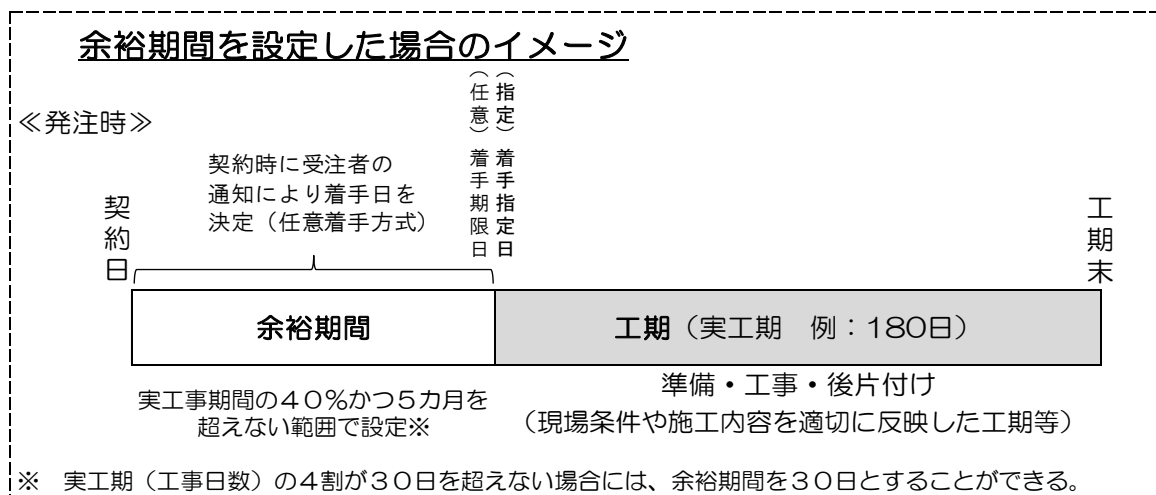 余裕期間を設定した場合のイメージ
≪発注時≫
契約時に受注者の
通知により着手日を
決定(任意着手方式)
契約日
(任意)着手期限日
(指定)着手指定日
工期末
余裕期間
工期(実工期 例:180日)
実工事期間の40%かつ5カ月を
超えない範囲で設定※
準備・工事・後片付け
(現場条件や施工内容を適切に反映した工期等)
※ 実工期(工事日数)の4割が30日を超えない場合には、余裕期間を30日とすることができる。